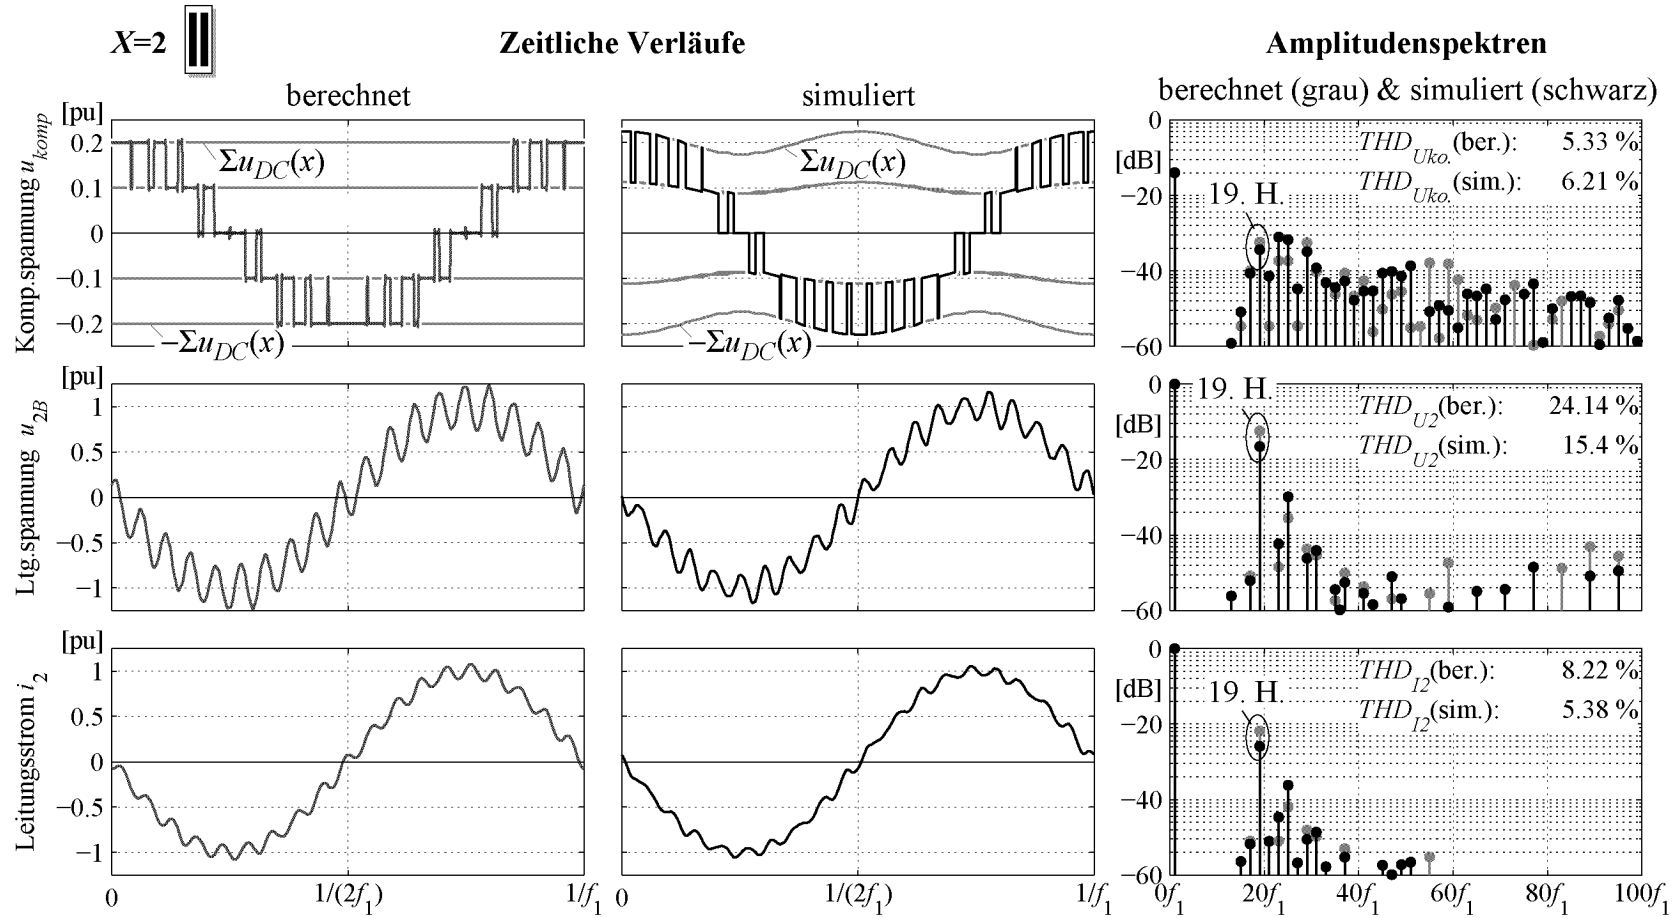 X=2 Zeitliche Verläufe Amplitudenspektren
berechnet simuliert berechnet (grau) & simuliert (schwarz)
Komp.spannung u_komp
[pu]
0.2
0.1
0
−0.1
−0.2
Σu_DC(x)
−Σu_DC(x)
Σu_DC(x)
−Σu_DC(x)
[dB]
0
−20
−40
−60
19. H.
THD_Uko.(ber.): 5.33 %
THD_Uko.(sim.): 6.21 %
Ltg.spannung u_2B
[pu]
1
0.5
0
−0.5
−1
[dB]
0
−20
−40
−60
19. H.
THD_U2(ber.): 24.14 %
THD_U2(sim.): 15.4 %
Leitungsstrom i_2
[pu]
1
0.5
0
−0.5
−1
0 1/(2f_1) 1/f_1
0 1/(2f_1) 1/f_1
[dB]
0
−20
−40
−60
19. H.
THD_I2(ber.): 8.22 %
THD_I2(sim.): 5.38 %
0f_1 20f_1 40f_1 60f_1 80f_1 100f_1